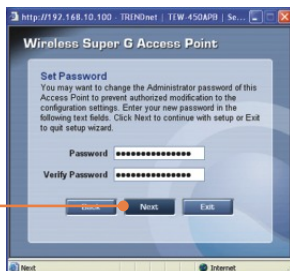 http://192.168.10.100 - TRENDnet | TEW-450APB | Se...
Wireless Super G Access Point
Set Password
You may want to change the Administrator password of this
Access Point to prevent authorized modification to the
configuration settings. Enter your new password in the
following text fields. Click Next to continue with setup or Exit
to quit setup wizard.
Password ●●●●●●●●●●●●●●●
Verify Password ●●●●●●●●●●●●●●●
Back Next Exit
Next Internet